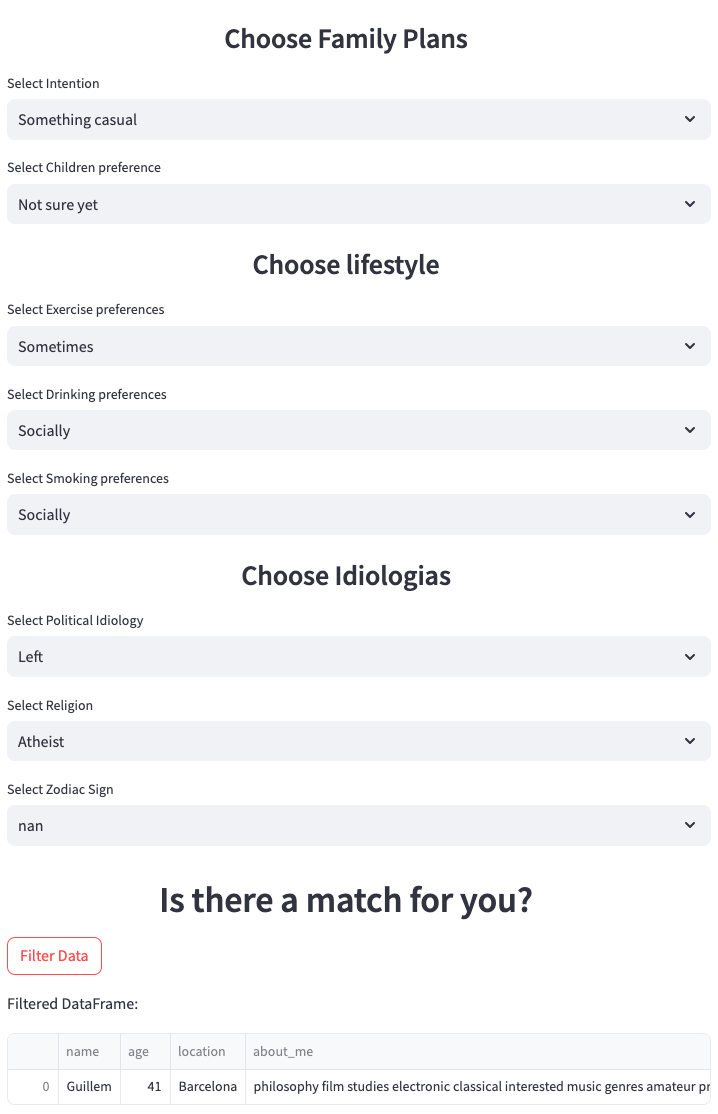 Choose Family Plans
Select Intention
Something casual
Select Children preference
Not sure yet
Choose lifestyle
Select Exercise preferences
Sometimes
Select Drinking preferences
Socially
Select Smoking preferences
Socially
Choose Idiologias
Select Political Idiology
Left
Select Religion
Atheist
Select Zodiac Sign
nan
Is there a match for you?
Filter Data
Filtered DataFrame:
name age location about_me
0 Guillem 41 Barcelona philosophy film studies electronic classical interested music genres amateur pr